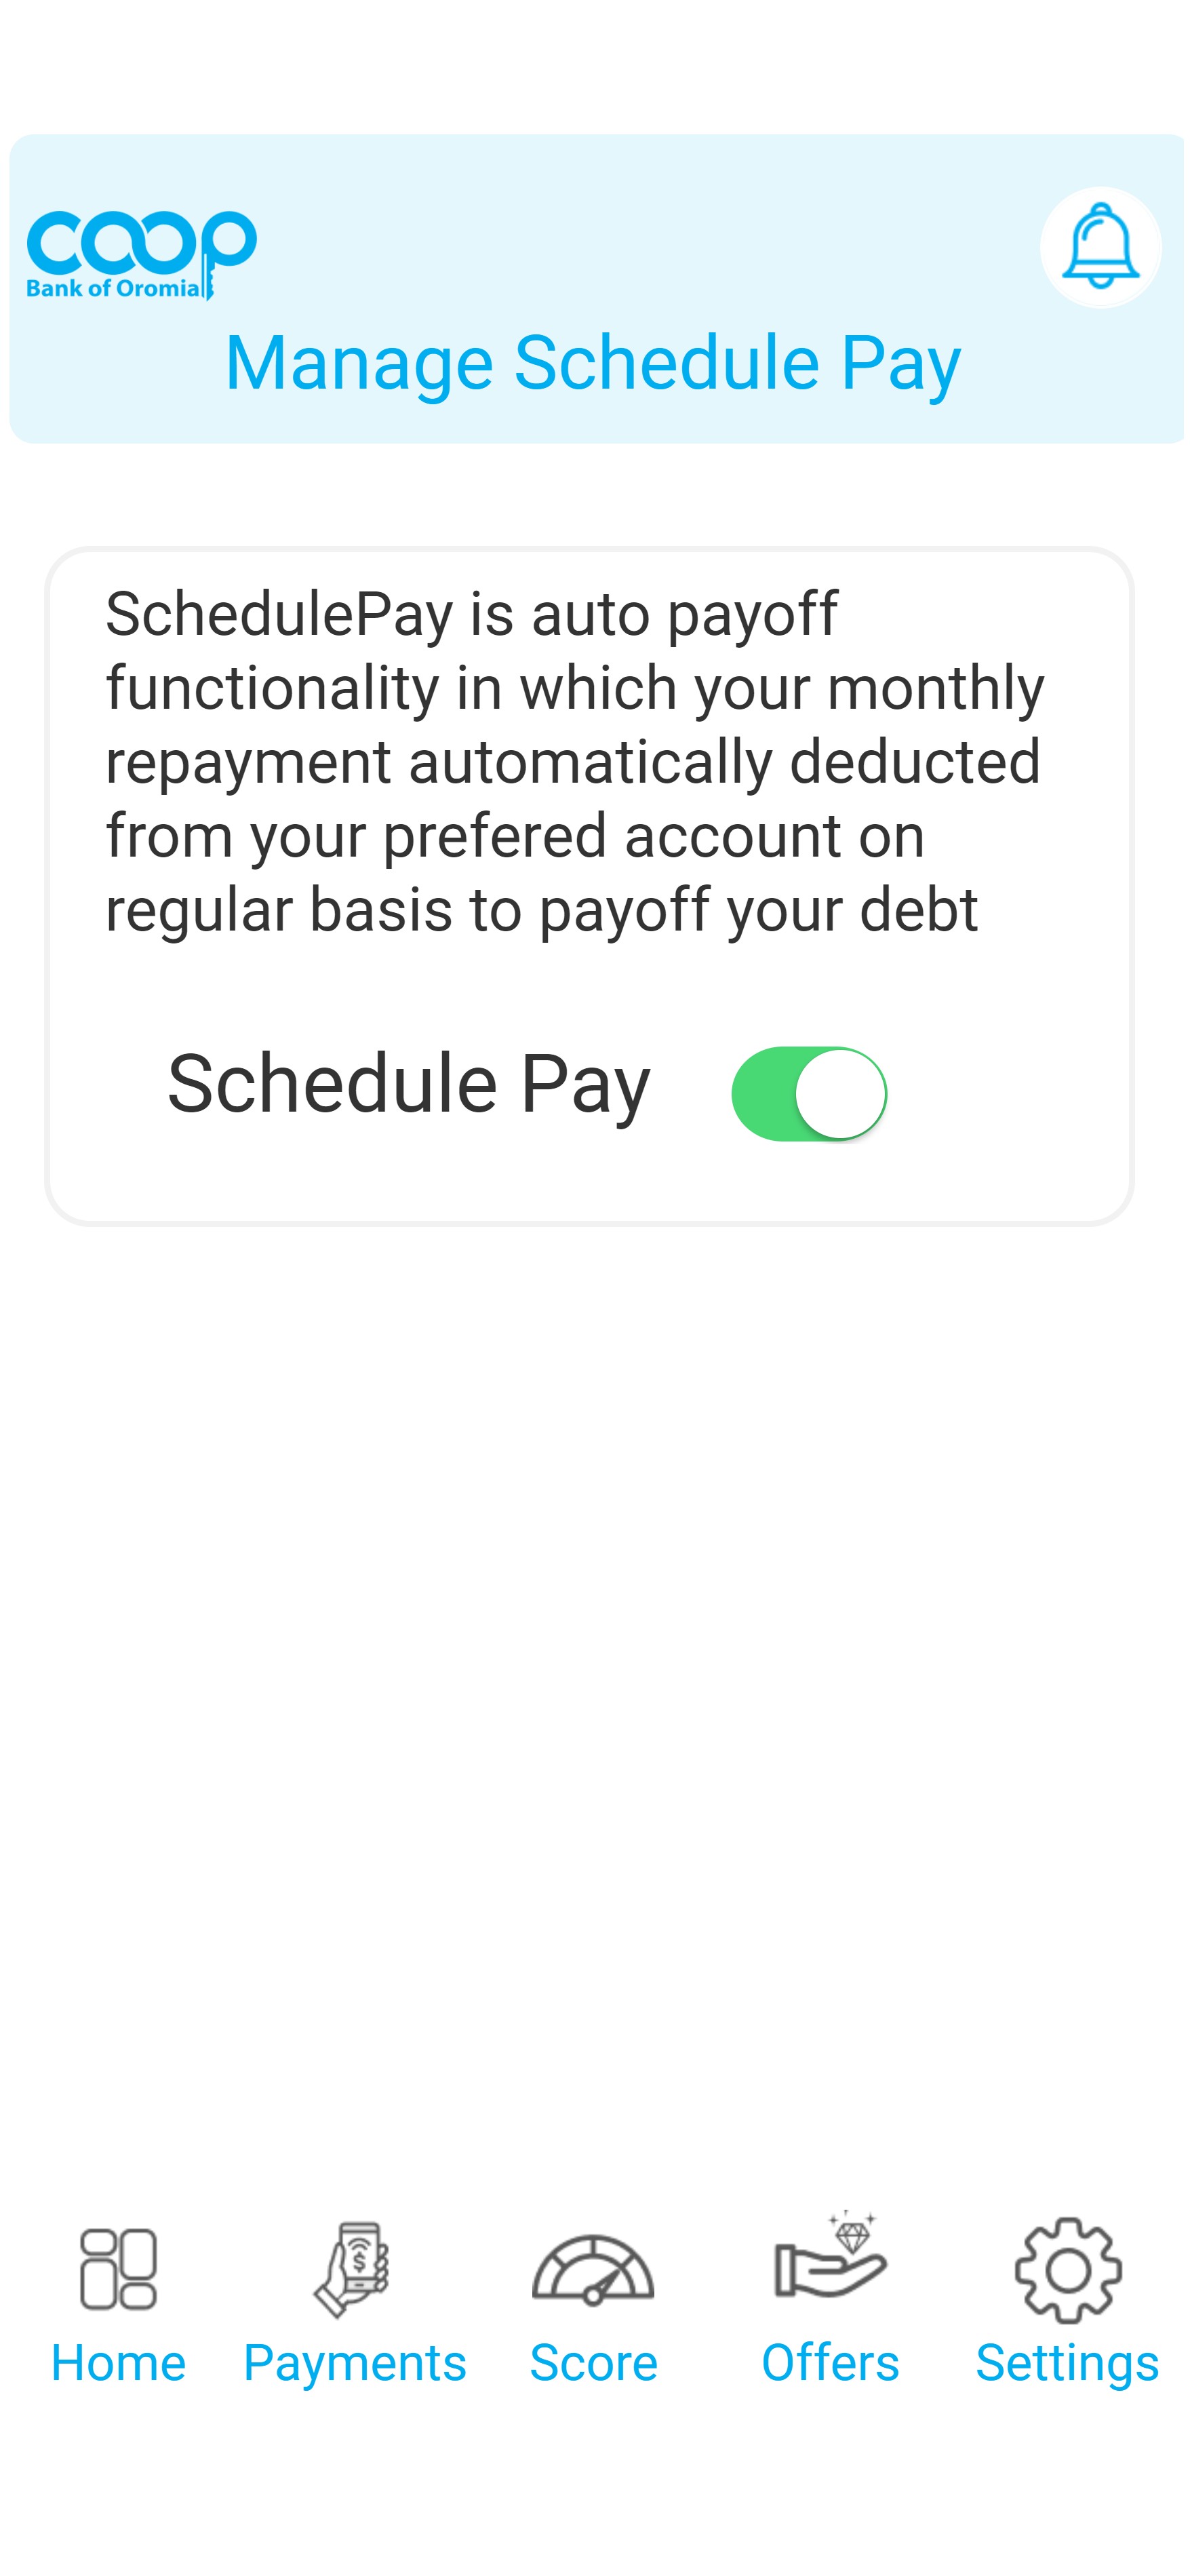 coop
Bank of Oromia
Manage Schedule Pay
SchedulePay is auto payoff
functionality in which your monthly
repayment automatically deducted
from your prefered account on
regular basis to payoff your debt
Schedule Pay
$
Home Payments Score Offers Settings